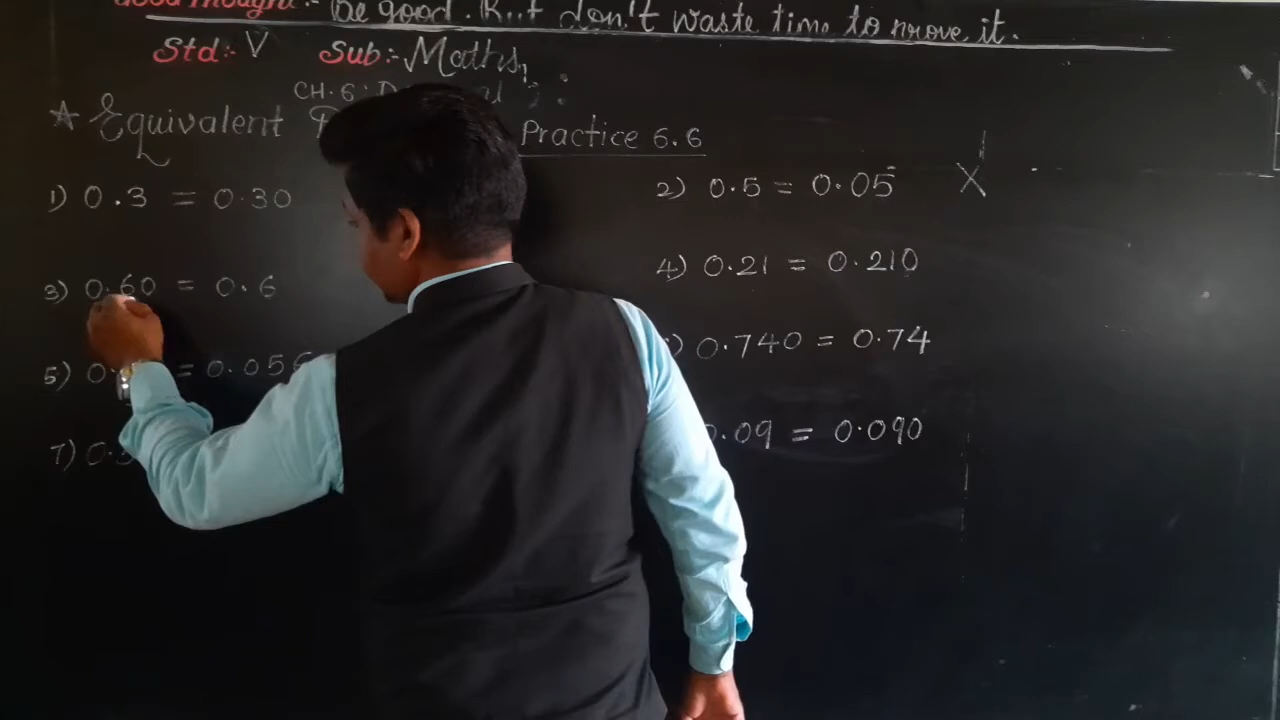 Good Thought :- Be good. But don't waste time to prove it.
Std:- V Sub:- Maths,
CH. 6 :
★ Equivalent Practice 6.6
1) 0.3 = 0.30
2) 0.5 = 0.05 X
3) 0.60 = 0.6
4) 0.21 = 0.210
5) 0. = 0.056
) 0.740 = 0.74
7) 0.
0.09 = 0.090